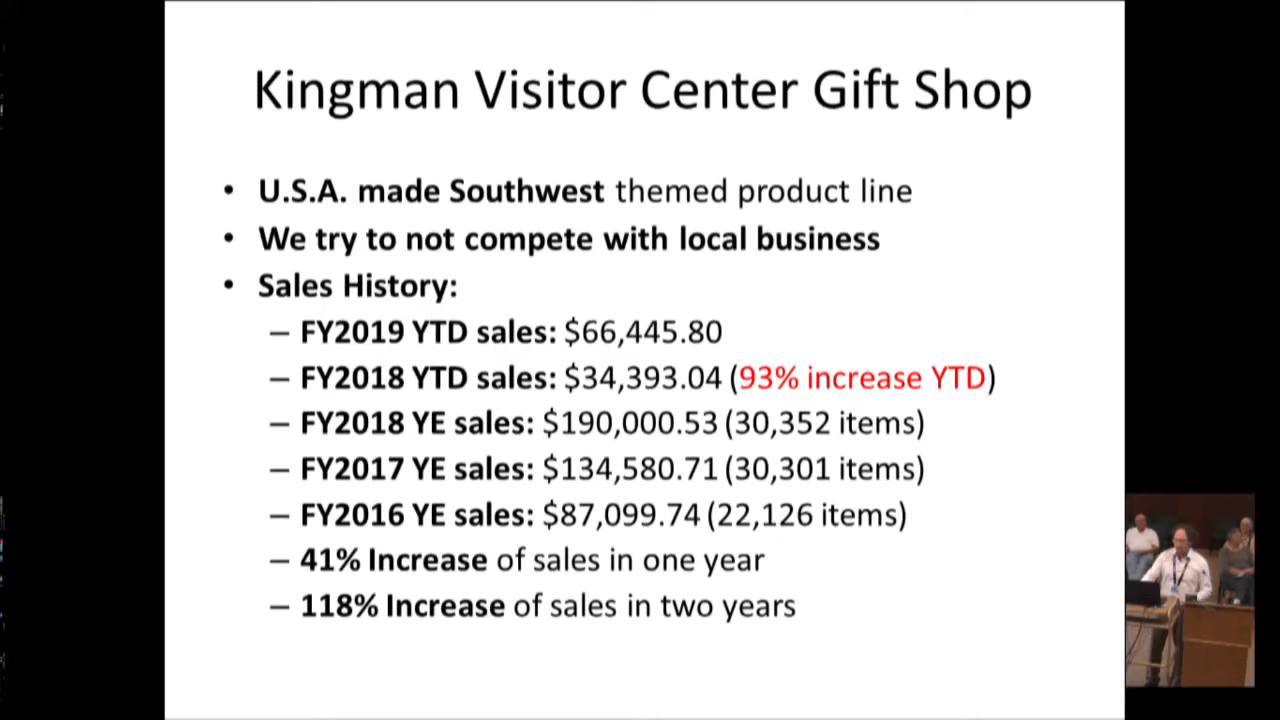 Kingman Visitor Center Gift Shop
• U.S.A. made Southwest themed product line
• We try to not compete with local business
• Sales History:
– FY2019 YTD sales: $66,445.80
– FY2018 YTD sales: $34,393.04 (93% increase YTD)
– FY2018 YE sales: $190,000.53 (30,352 items)
– FY2017 YE sales: $134,580.71 (30,301 items)
– FY2016 YE sales: $87,099.74 (22,126 items)
– 41% Increase of sales in one year
– 118% Increase of sales in two years